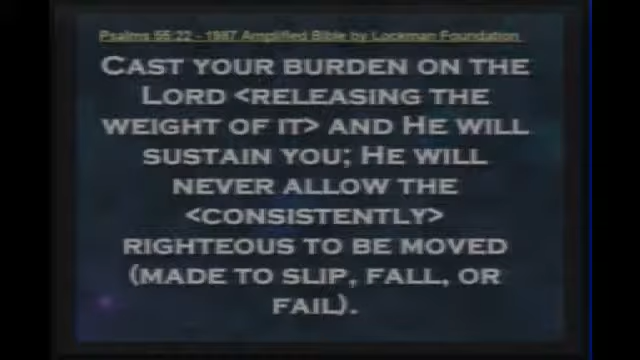 Psalms 55:22 - 1987 Amplified Bible by Lockman Foundation
CAST YOUR BURDEN ON THE
LORD <RELEASING THE
WEIGHT OF IT> AND HE WILL
SUSTAIN YOU; HE WILL
NEVER ALLOW THE
<CONSISTENTLY>
RIGHTEOUS TO BE MOVED
(MADE TO SLIP, FALL, OR
FAIL).